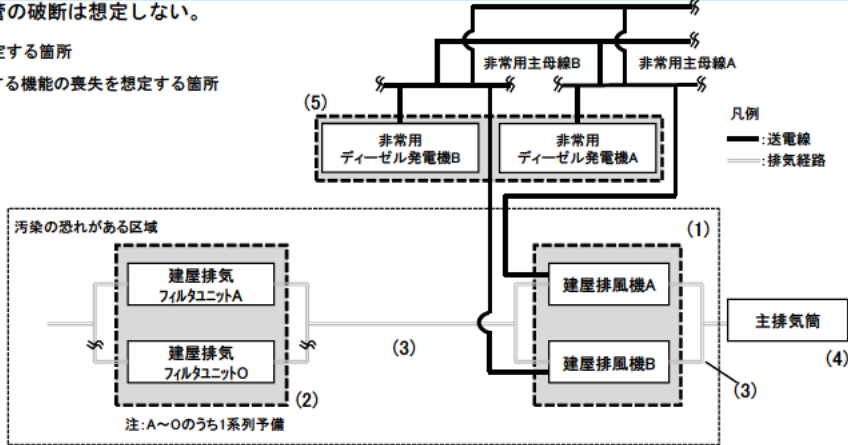 管の破断は想定しない。
定する箇所
する機能の喪失を想定する箇所
非常用主母線B
非常用主母線A
(5)
非常用
ディーゼル発電機B
非常用
ディーゼル発電機A
凡例
:送電線
:排気経路
汚染の恐れがある区域
(1)
建屋排気
フィルタユニットA
建屋排風機A
主排気筒
(3)
(4)
建屋排気
フィルタユニットO
建屋排風機B
(3)
(2)
注:A~Oのうち1系列予備